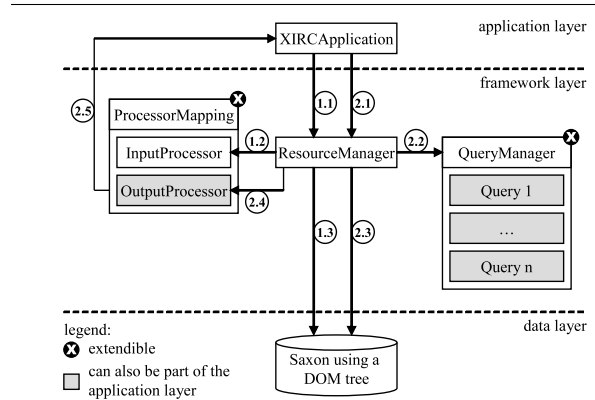 application layer
XIRCApplication
framework layer
1.1
2.1
2.5
X
ProcessorMapping
InputProcessor
OutputProcessor
1.2
2.4
ResourceManager
2.2
X
QueryManager
Query 1
...
Query n
1.3
2.3
data layer
legend:
X extendible
can also be part of the
application layer
Saxon using a
DOM tree